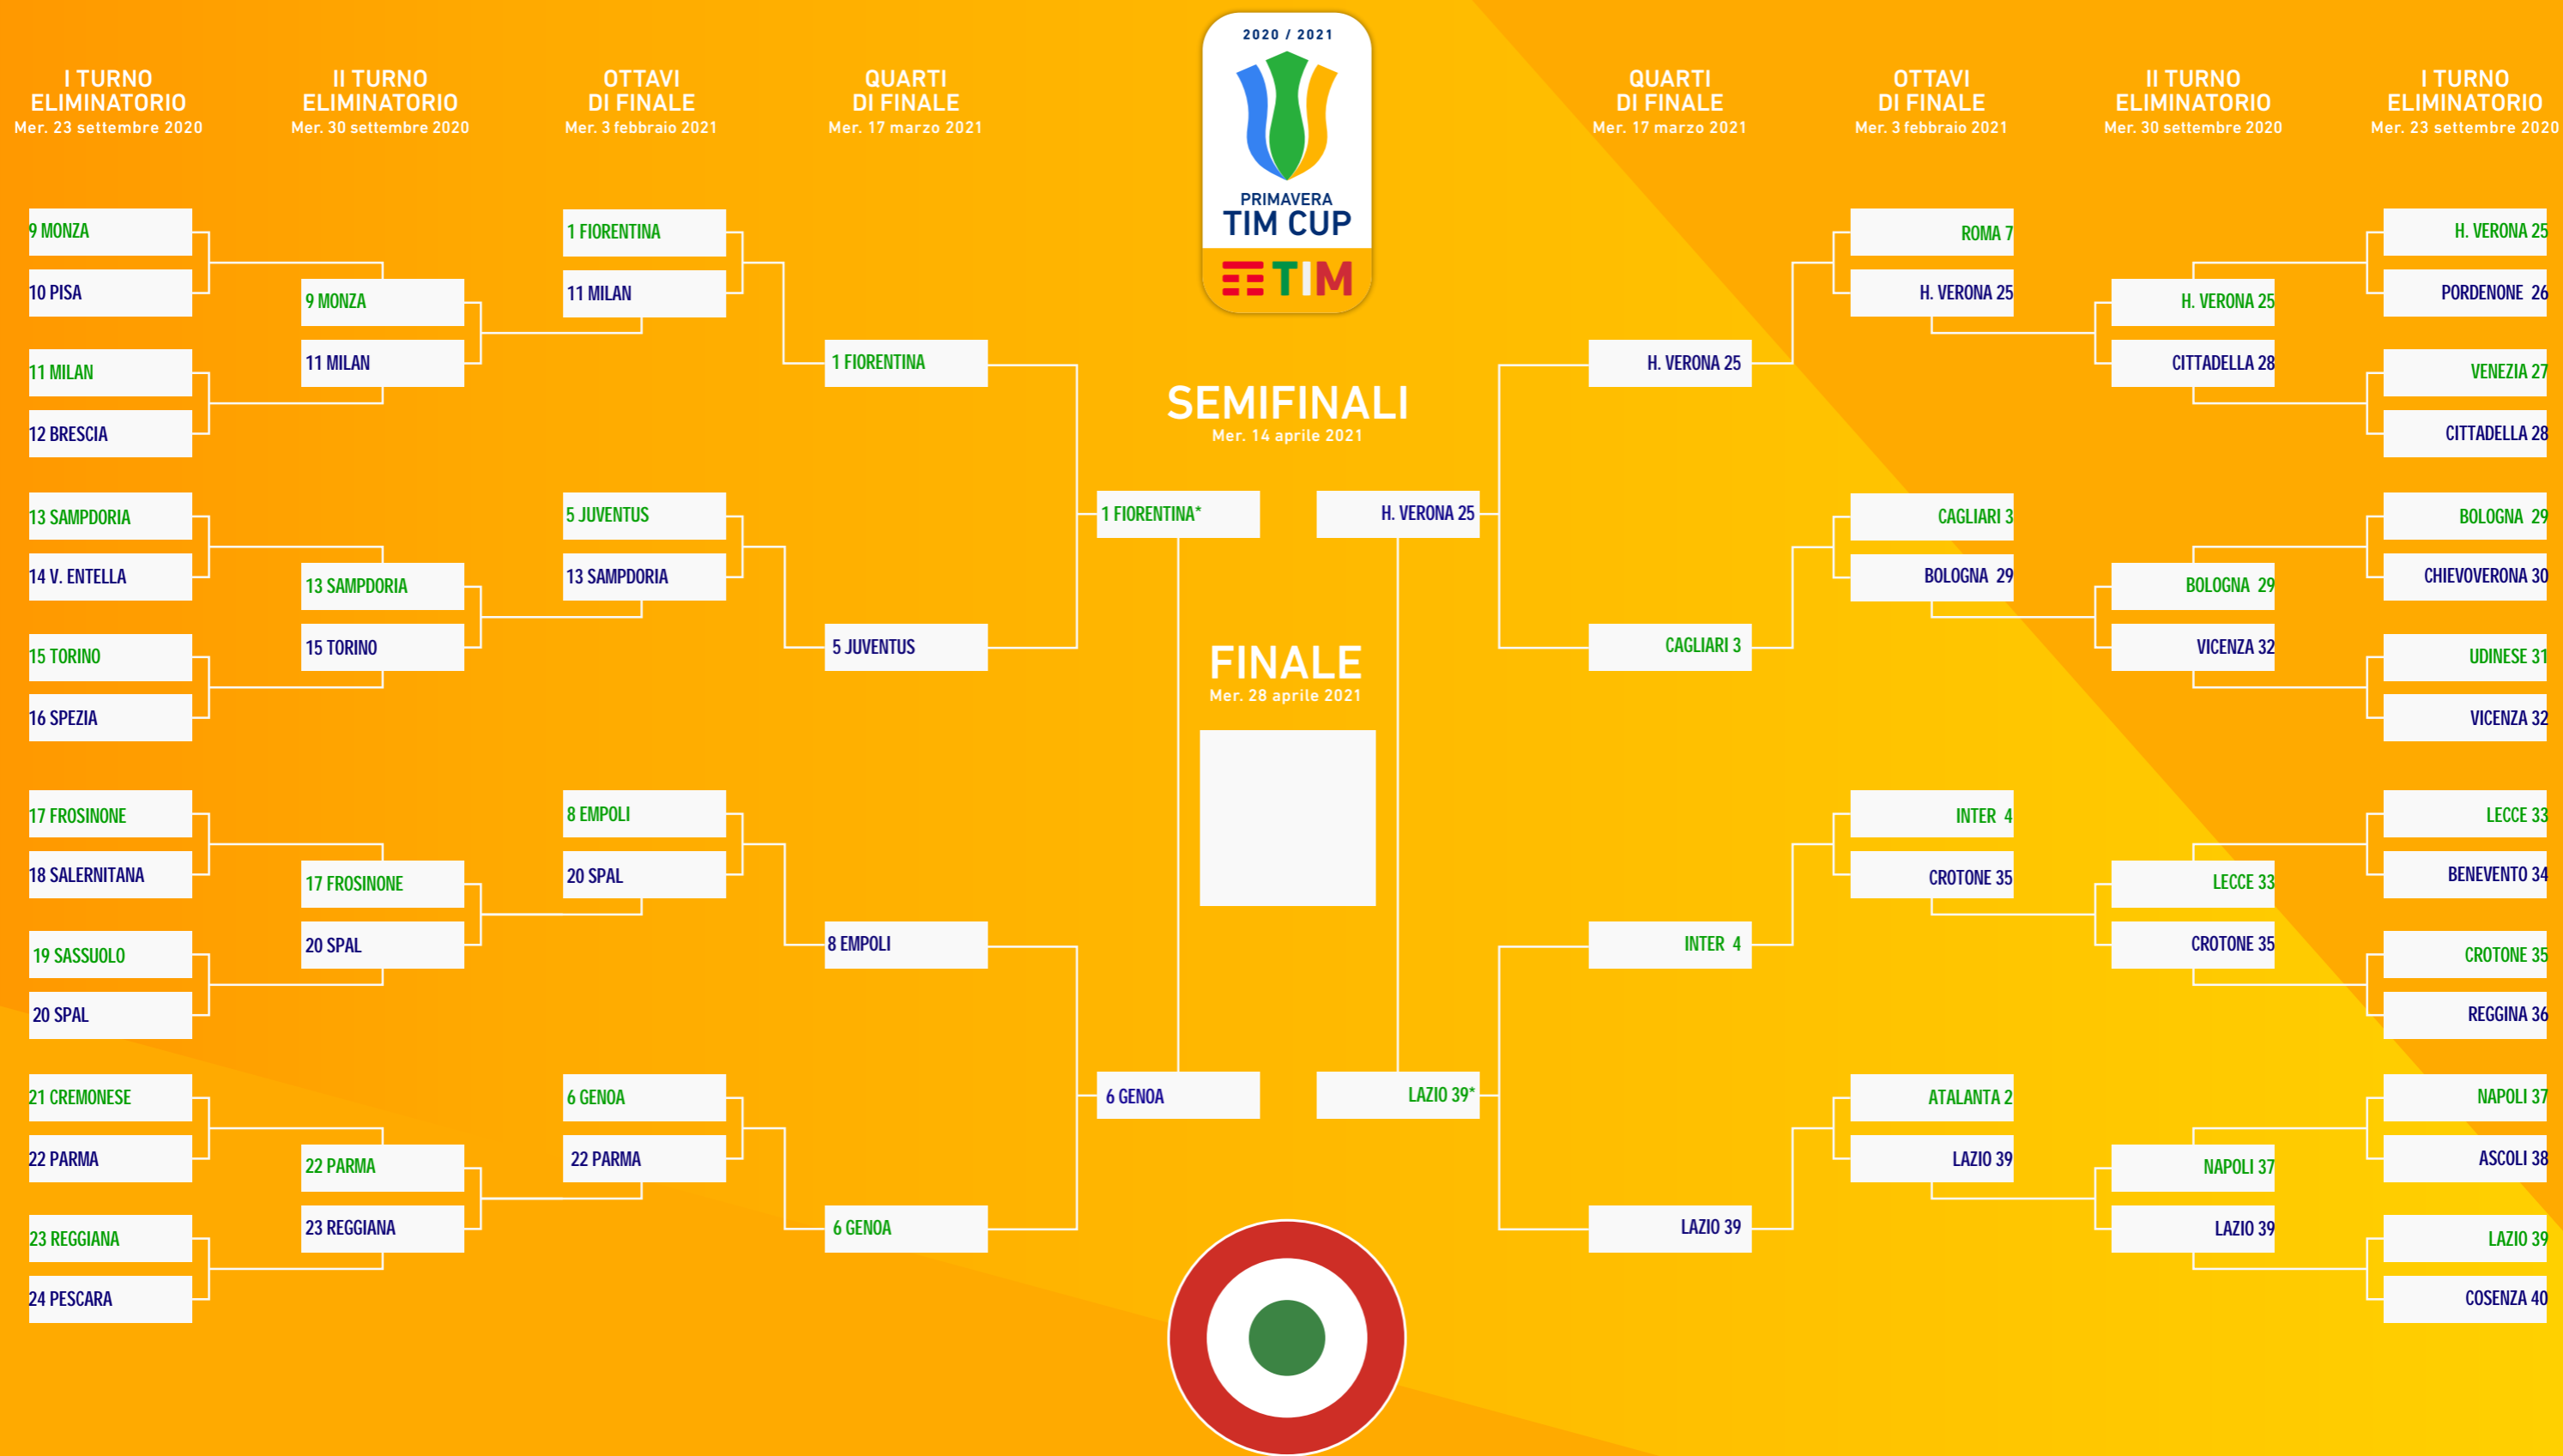 2020 / 2021
PRIMAVERA
TIM CUP
TIM
I TURNO
ELIMINATORIO
Mer. 23 settembre 2020
9 MONZA
10 PISA
11 MILAN
12 BRESCIA
13 SAMPDORIA
14 V. ENTELLA
15 TORINO
16 SPEZIA
17 FROSINONE
18 SALERNITANA
19 SASSUOLO
20 SPAL
21 CREMONESE
22 PARMA
23 REGGIANA
24 PESCARA
II TURNO
ELIMINATORIO
Mer. 30 settembre 2020
9 MONZA
11 MILAN
13 SAMPDORIA
15 TORINO
17 FROSINONE
20 SPAL
22 PARMA
23 REGGIANA
OTTAVI
DI FINALE
Mer. 3 febbraio 2021
1 FIORENTINA
11 MILAN
5 JUVENTUS
13 SAMPDORIA
8 EMPOLI
20 SPAL
6 GENOA
22 PARMA
QUARTI
DI FINALE
Mer. 17 marzo 2021
1 FIORENTINA
5 JUVENTUS
8 EMPOLI
6 GENOA
SEMIFINALI
Mer. 14 aprile 2021
1 FIORENTINA*
H. VERONA 25
FINALE
Mer. 28 aprile 2021
6 GENOA
LAZIO 39*
QUARTI
DI FINALE
Mer. 17 marzo 2021
H. VERONA 25
CAGLIARI 3
INTER 4
LAZIO 39
OTTAVI
DI FINALE
Mer. 3 febbraio 2021
ROMA 7
H. VERONA 25
CAGLIARI 3
BOLOGNA 29
INTER 4
CROTONE 35
ATALANTA 2
LAZIO 39
II TURNO
ELIMINATORIO
Mer. 30 settembre 2020
H. VERONA 25
CITTADELLA 28
BOLOGNA 29
VICENZA 32
LECCE 33
CROTONE 35
NAPOLI 37
LAZIO 39
I TURNO
ELIMINATORIO
Mer. 23 settembre 2020
H. VERONA 25
PORDENONE 26
VENEZIA 27
CITTADELLA 28
BOLOGNA 29
CHIEVOVERONA 30
UDINESE 31
VICENZA 32
LECCE 33
BENEVENTO 34
CROTONE 35
REGGINA 36
NAPOLI 37
ASCOLI 38
LAZIO 39
COSENZA 40